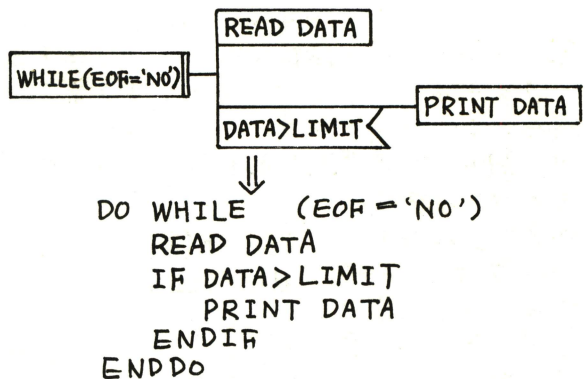 READ DATA
WHILE(EOF='NO')
PRINT DATA
DATA>LIMIT
DO WHILE (EOF='NO')
READ DATA
IF DATA>LIMIT
PRINT DATA
ENDIF
ENDDO